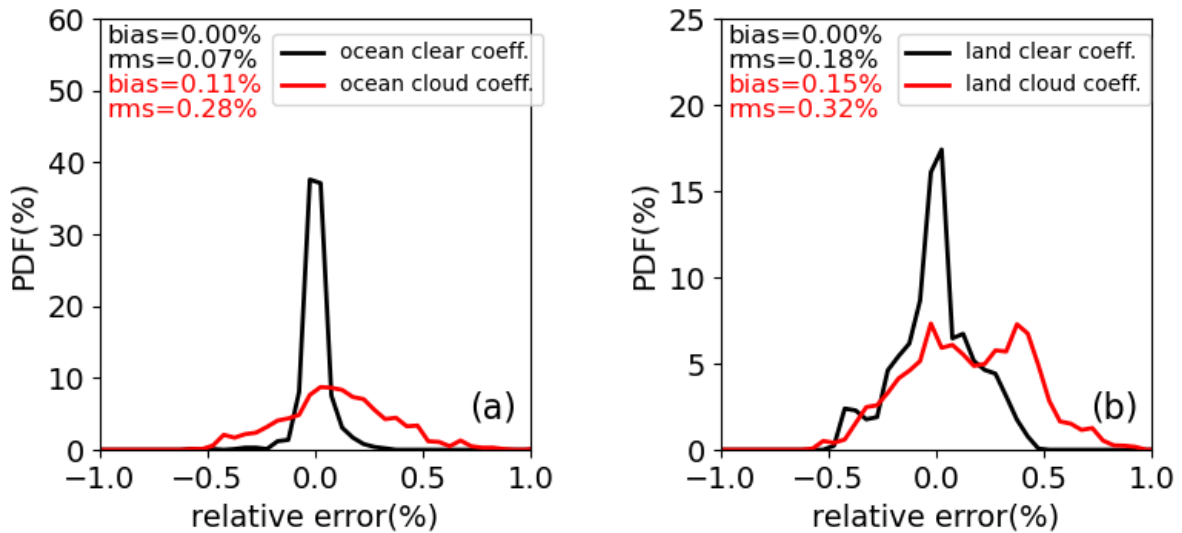 bias=0.00%
rms=0.07%
bias=0.11%
rms=0.28%
ocean clear coeff.
ocean cloud coeff.
60
50
40
30
20
10
0
PDF(%)
(a)
−1.0 −0.5 0.0 0.5 1.0
relative error(%)
bias=0.00%
rms=0.18%
bias=0.15%
rms=0.32%
land clear coeff.
land cloud coeff.
25
20
15
10
5
0
PDF(%)
(b)
−1.0 −0.5 0.0 0.5 1.0
relative error(%)